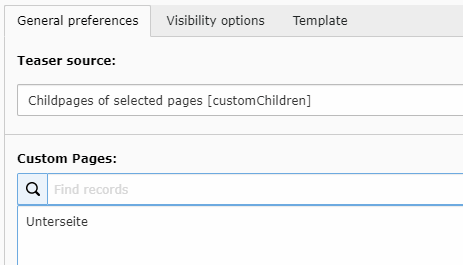 General preferences Visibility options Template
Teaser source:
Childpages of selected pages [customChildren]
Custom Pages:
Find records
Unterseite